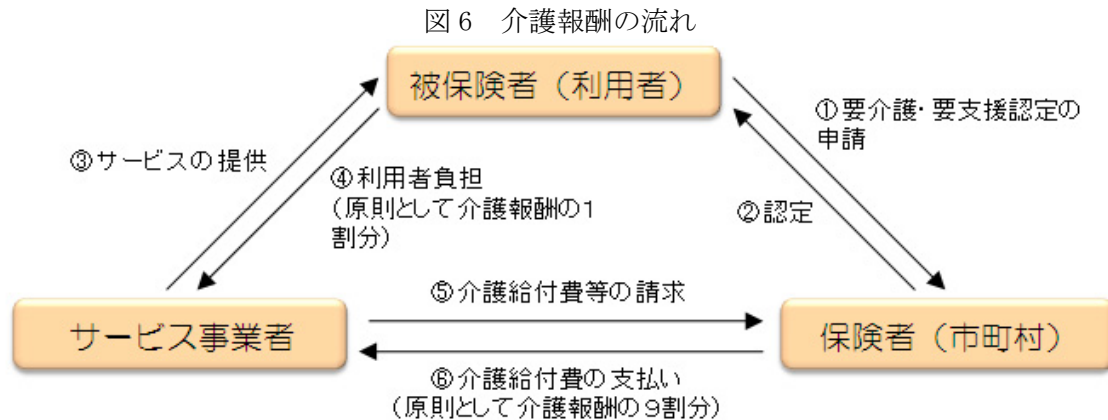 図6 介護報酬の流れ
被保険者（利用者）
①要介護・要支援認定の
申請
③サービスの提供
④利用者負担
（原則として介護報酬の1
割分）
②認定
⑤介護給付費等の請求
サービス事業者
保険者（市町村）
⑥介護給付費の支払い
（原則として介護報酬の9割分）